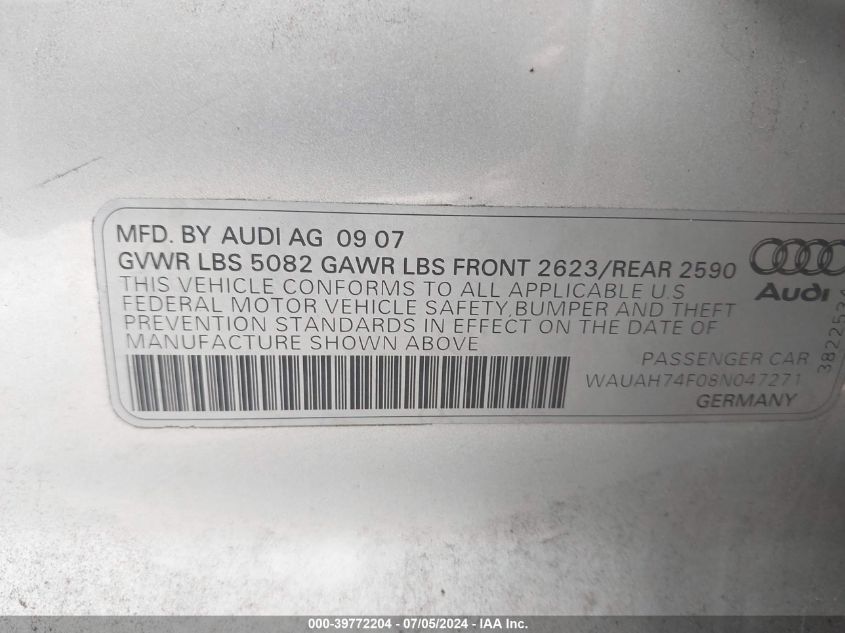 MFD. BY AUDI AG 09 07
GVWR LBS 5082 GAWR LBS FRONT 2623/REAR 2590
THIS VEHICLE CONFORMS TO ALL APPLICABLE U.S
FEDERAL MOTOR VEHICLE SAFETY, BUMPER AND THEFT
PREVENTION STANDARDS IN EFFECT ON THE DATE OF
MANUFACTURE SHOWN ABOVE
Audi
PASSENGER CAR
WAUAH74F08N047271
GERMANY
000-39772204 - 07/05/2024 - IAA Inc.